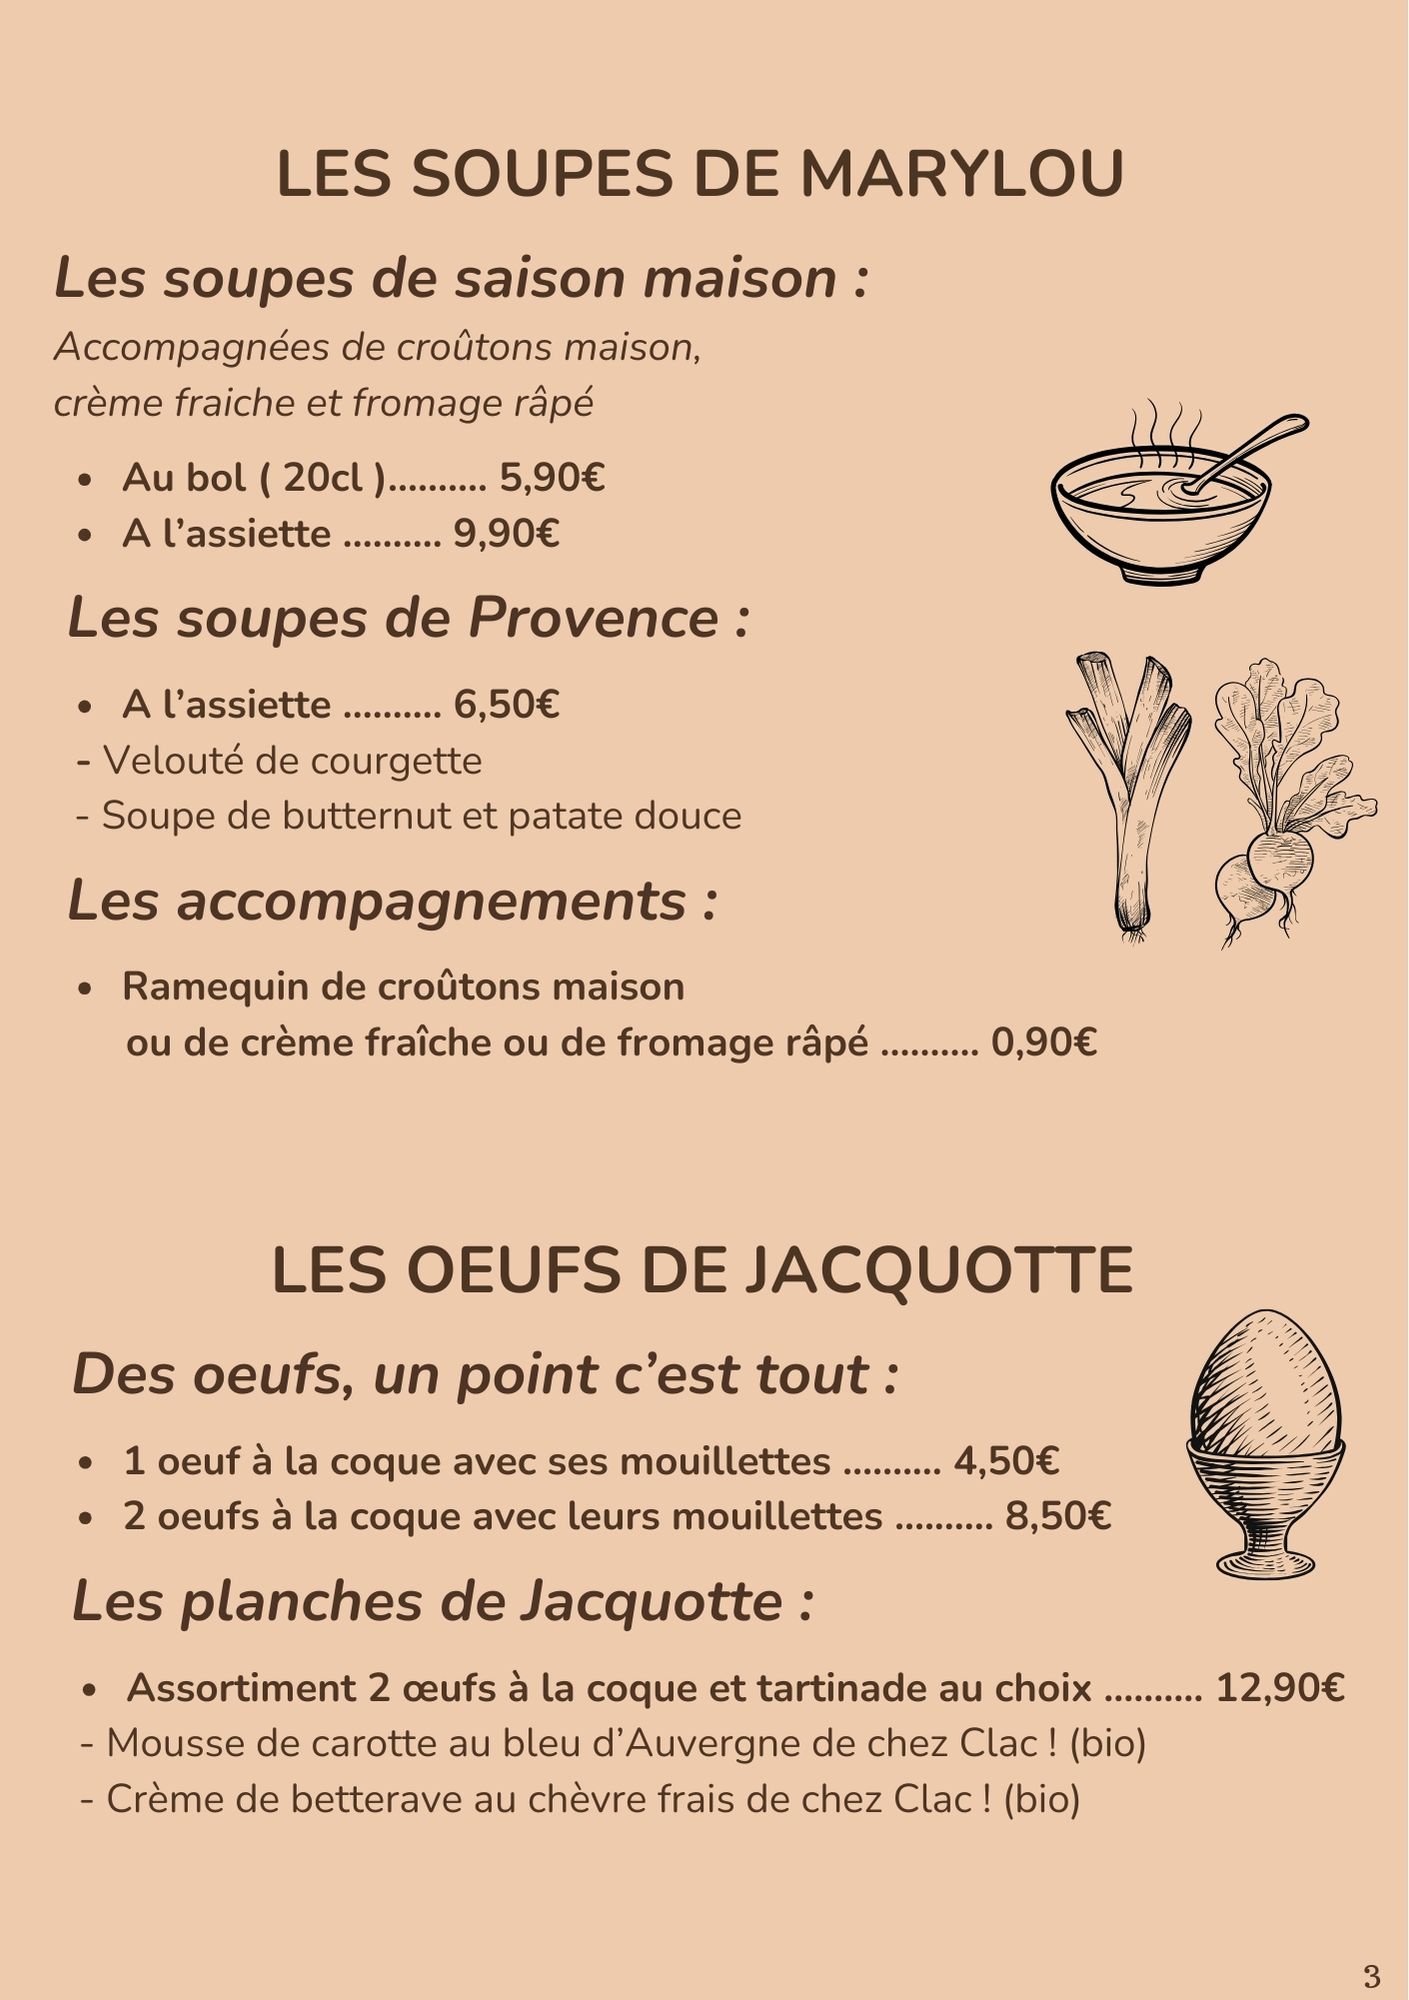 LES SOUPES DE MARYLOU
Les soupes de saison maison :
Accompagnées de croûtons maison,
crème fraiche et fromage râpé
• Au bol ( 20cl ).......... 5,90€
• A l’assiette .......... 9,90€
Les soupes de Provence :
• A l’assiette .......... 6,50€
- Velouté de courgette
- Soupe de butternut et patate douce
Les accompagnements :
• Ramequin de croûtons maison
ou de crème fraîche ou de fromage râpé .......... 0,90€
LES OEUFS DE JACQUOTTE
Des oeufs, un point c’est tout :
• 1 oeuf à la coque avec ses mouillettes .......... 4,50€
• 2 oeufs à la coque avec leurs mouillettes .......... 8,50€
Les planches de Jacquotte :
• Assortiment 2 œufs à la coque et tartinade au choix .......... 12,90€
- Mousse de carotte au bleu d’Auvergne de chez Clac ! (bio)
- Crème de betterave au chèvre frais de chez Clac ! (bio)
3